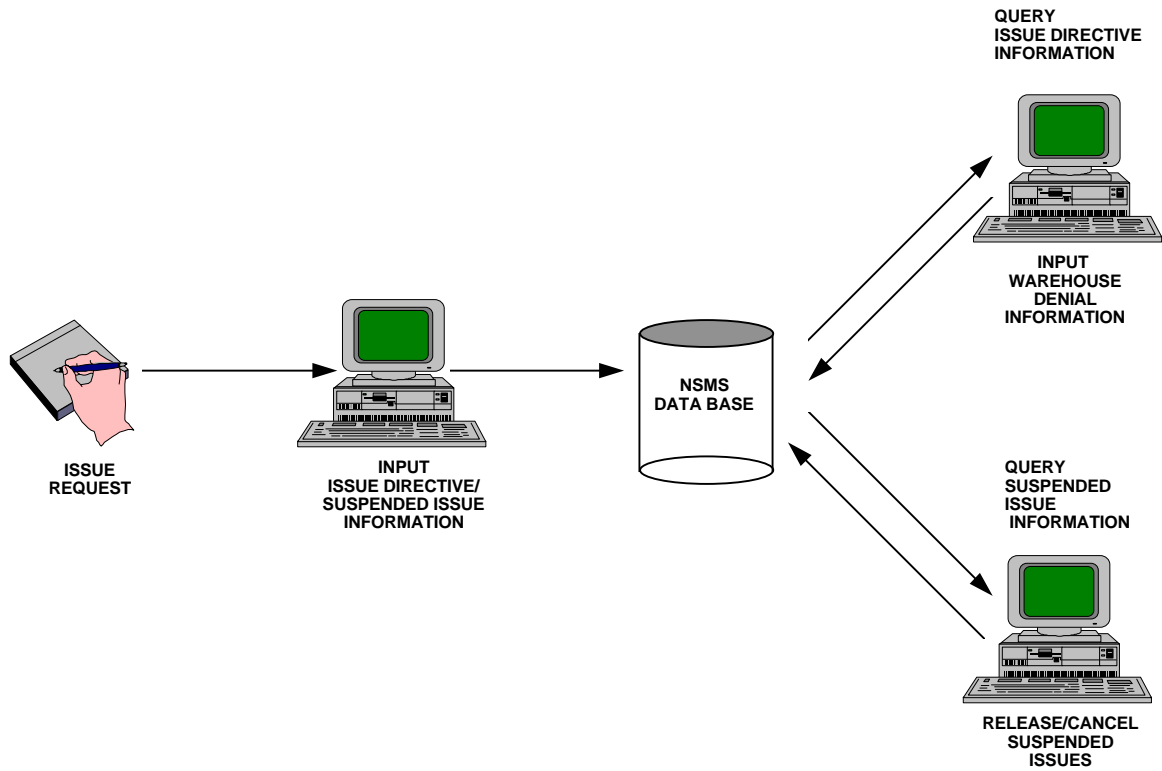 QUERY
ISSUE DIRECTIVE
INFORMATION
INPUT
WAREHOUSE
DENIAL
INFORMATION
NSMS
DATA BASE
ISSUE
REQUEST
INPUT
ISSUE DIRECTIVE/
SUSPENDED ISSUE
INFORMATION
QUERY
SUSPENDED
ISSUE
INFORMATION
RELEASE/CANCEL
SUSPENDED
ISSUES